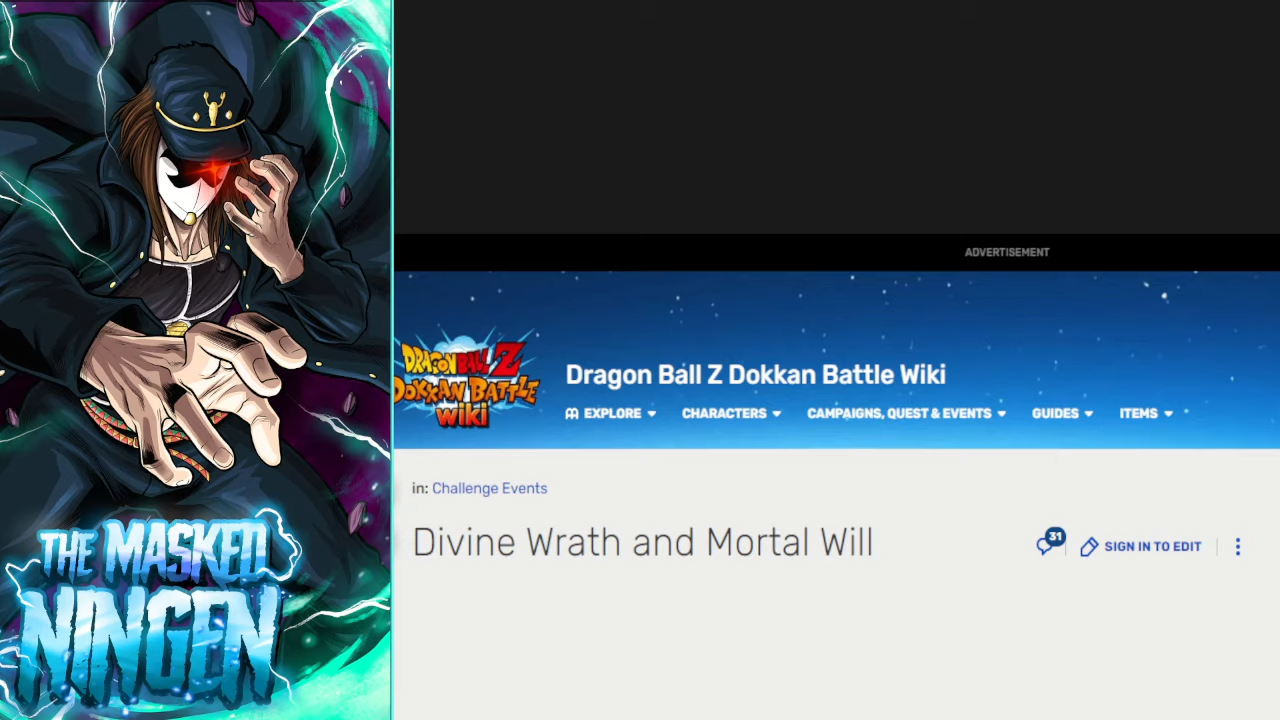 THE MASKED
NINGEN
ADVERTISEMENT
DRAGON BALL Z
DOKKAN BATTLE
wiki
Dragon Ball Z Dokkan Battle Wiki
EXPLORE
CHARACTERS
CAMPAIGNS, QUEST & EVENTS
GUIDES
ITEMS
in: Challenge Events
Divine Wrath and Mortal Will
31
SIGN IN TO EDIT